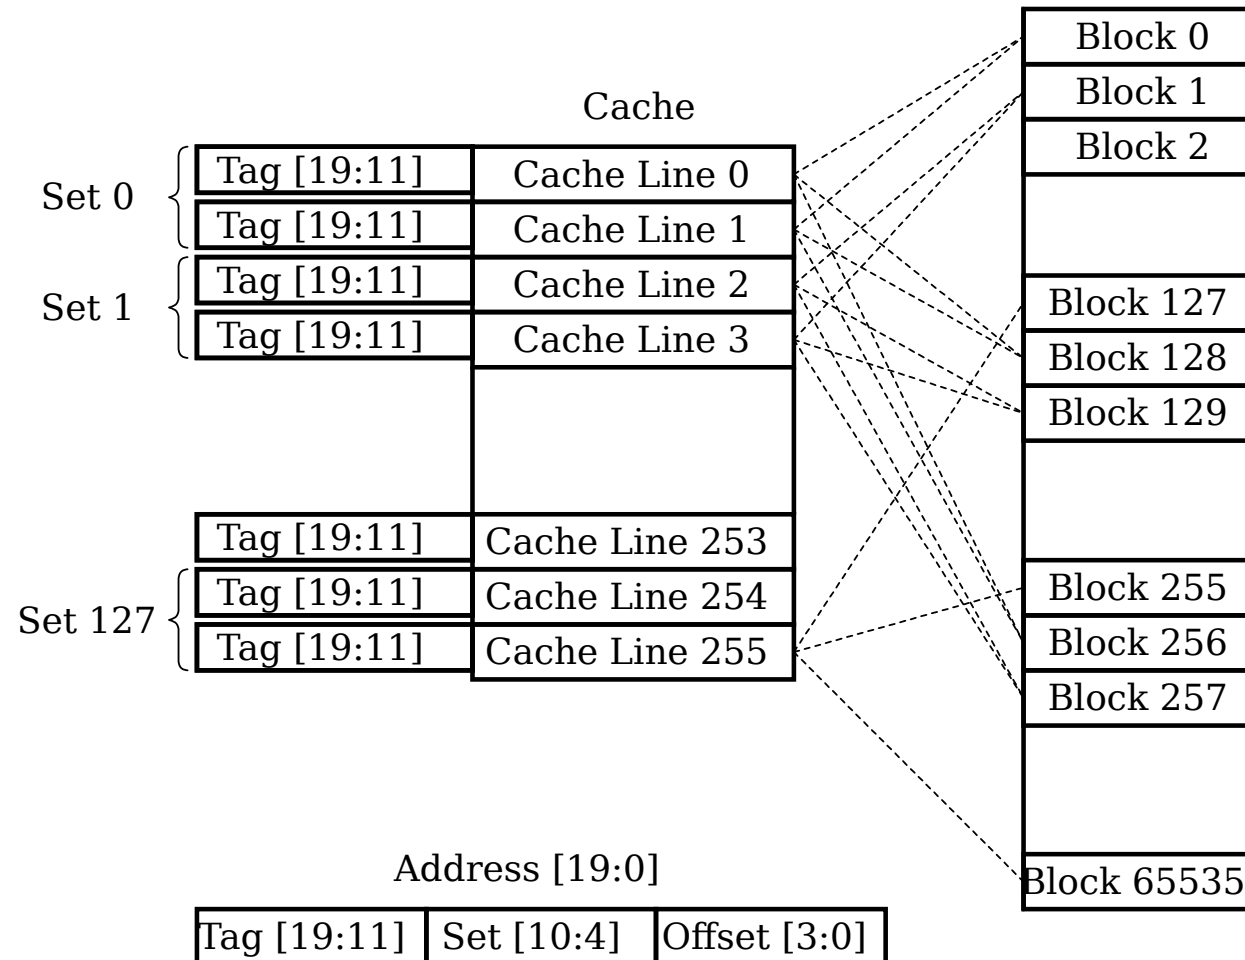 Cache
Set 0
Tag [19:11] Cache Line 0
Tag [19:11] Cache Line 1
Set 1
Tag [19:11] Cache Line 2
Tag [19:11] Cache Line 3
Tag [19:11] Cache Line 253
Set 127
Tag [19:11] Cache Line 254
Tag [19:11] Cache Line 255
Block 0
Block 1
Block 2
Block 127
Block 128
Block 129
Block 255
Block 256
Block 257
Block 65535
Address [19:0]
Tag [19:11] Set [10:4] Offset [3:0]